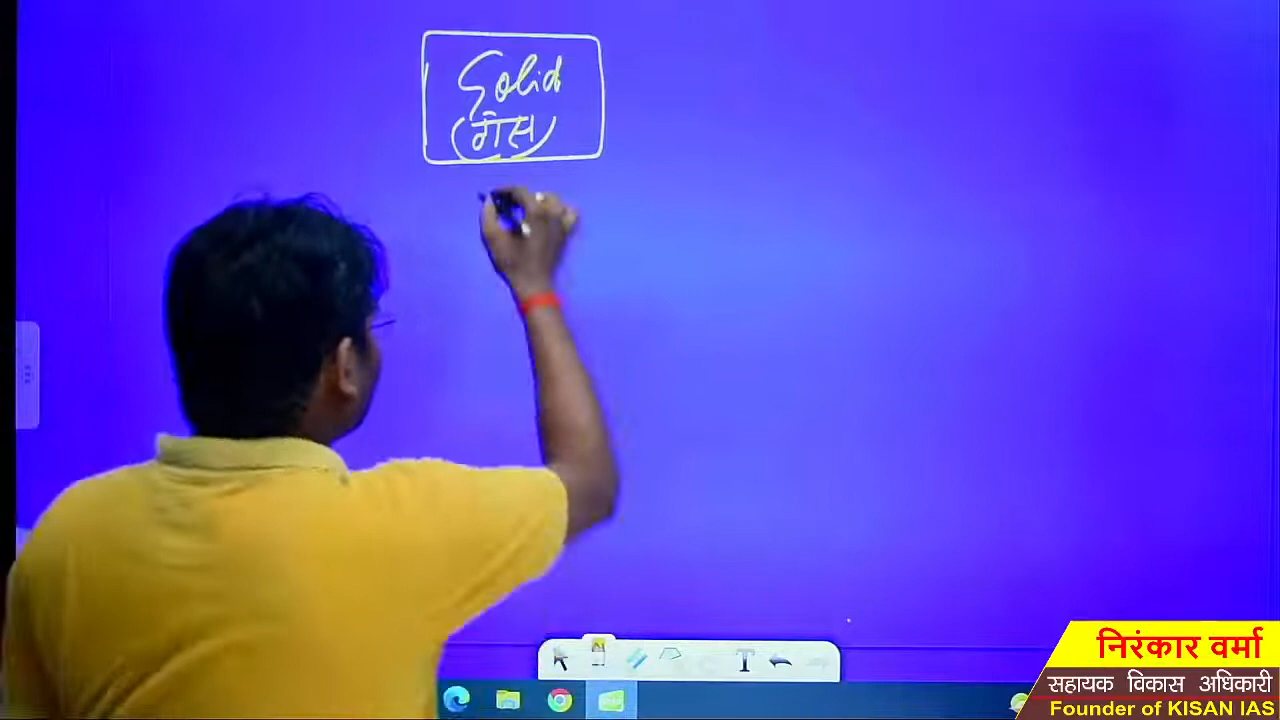 Solid
(गैस)
निरंकार वर्मा
सहायक विकास अधिकारी
Founder of KISAN IAS